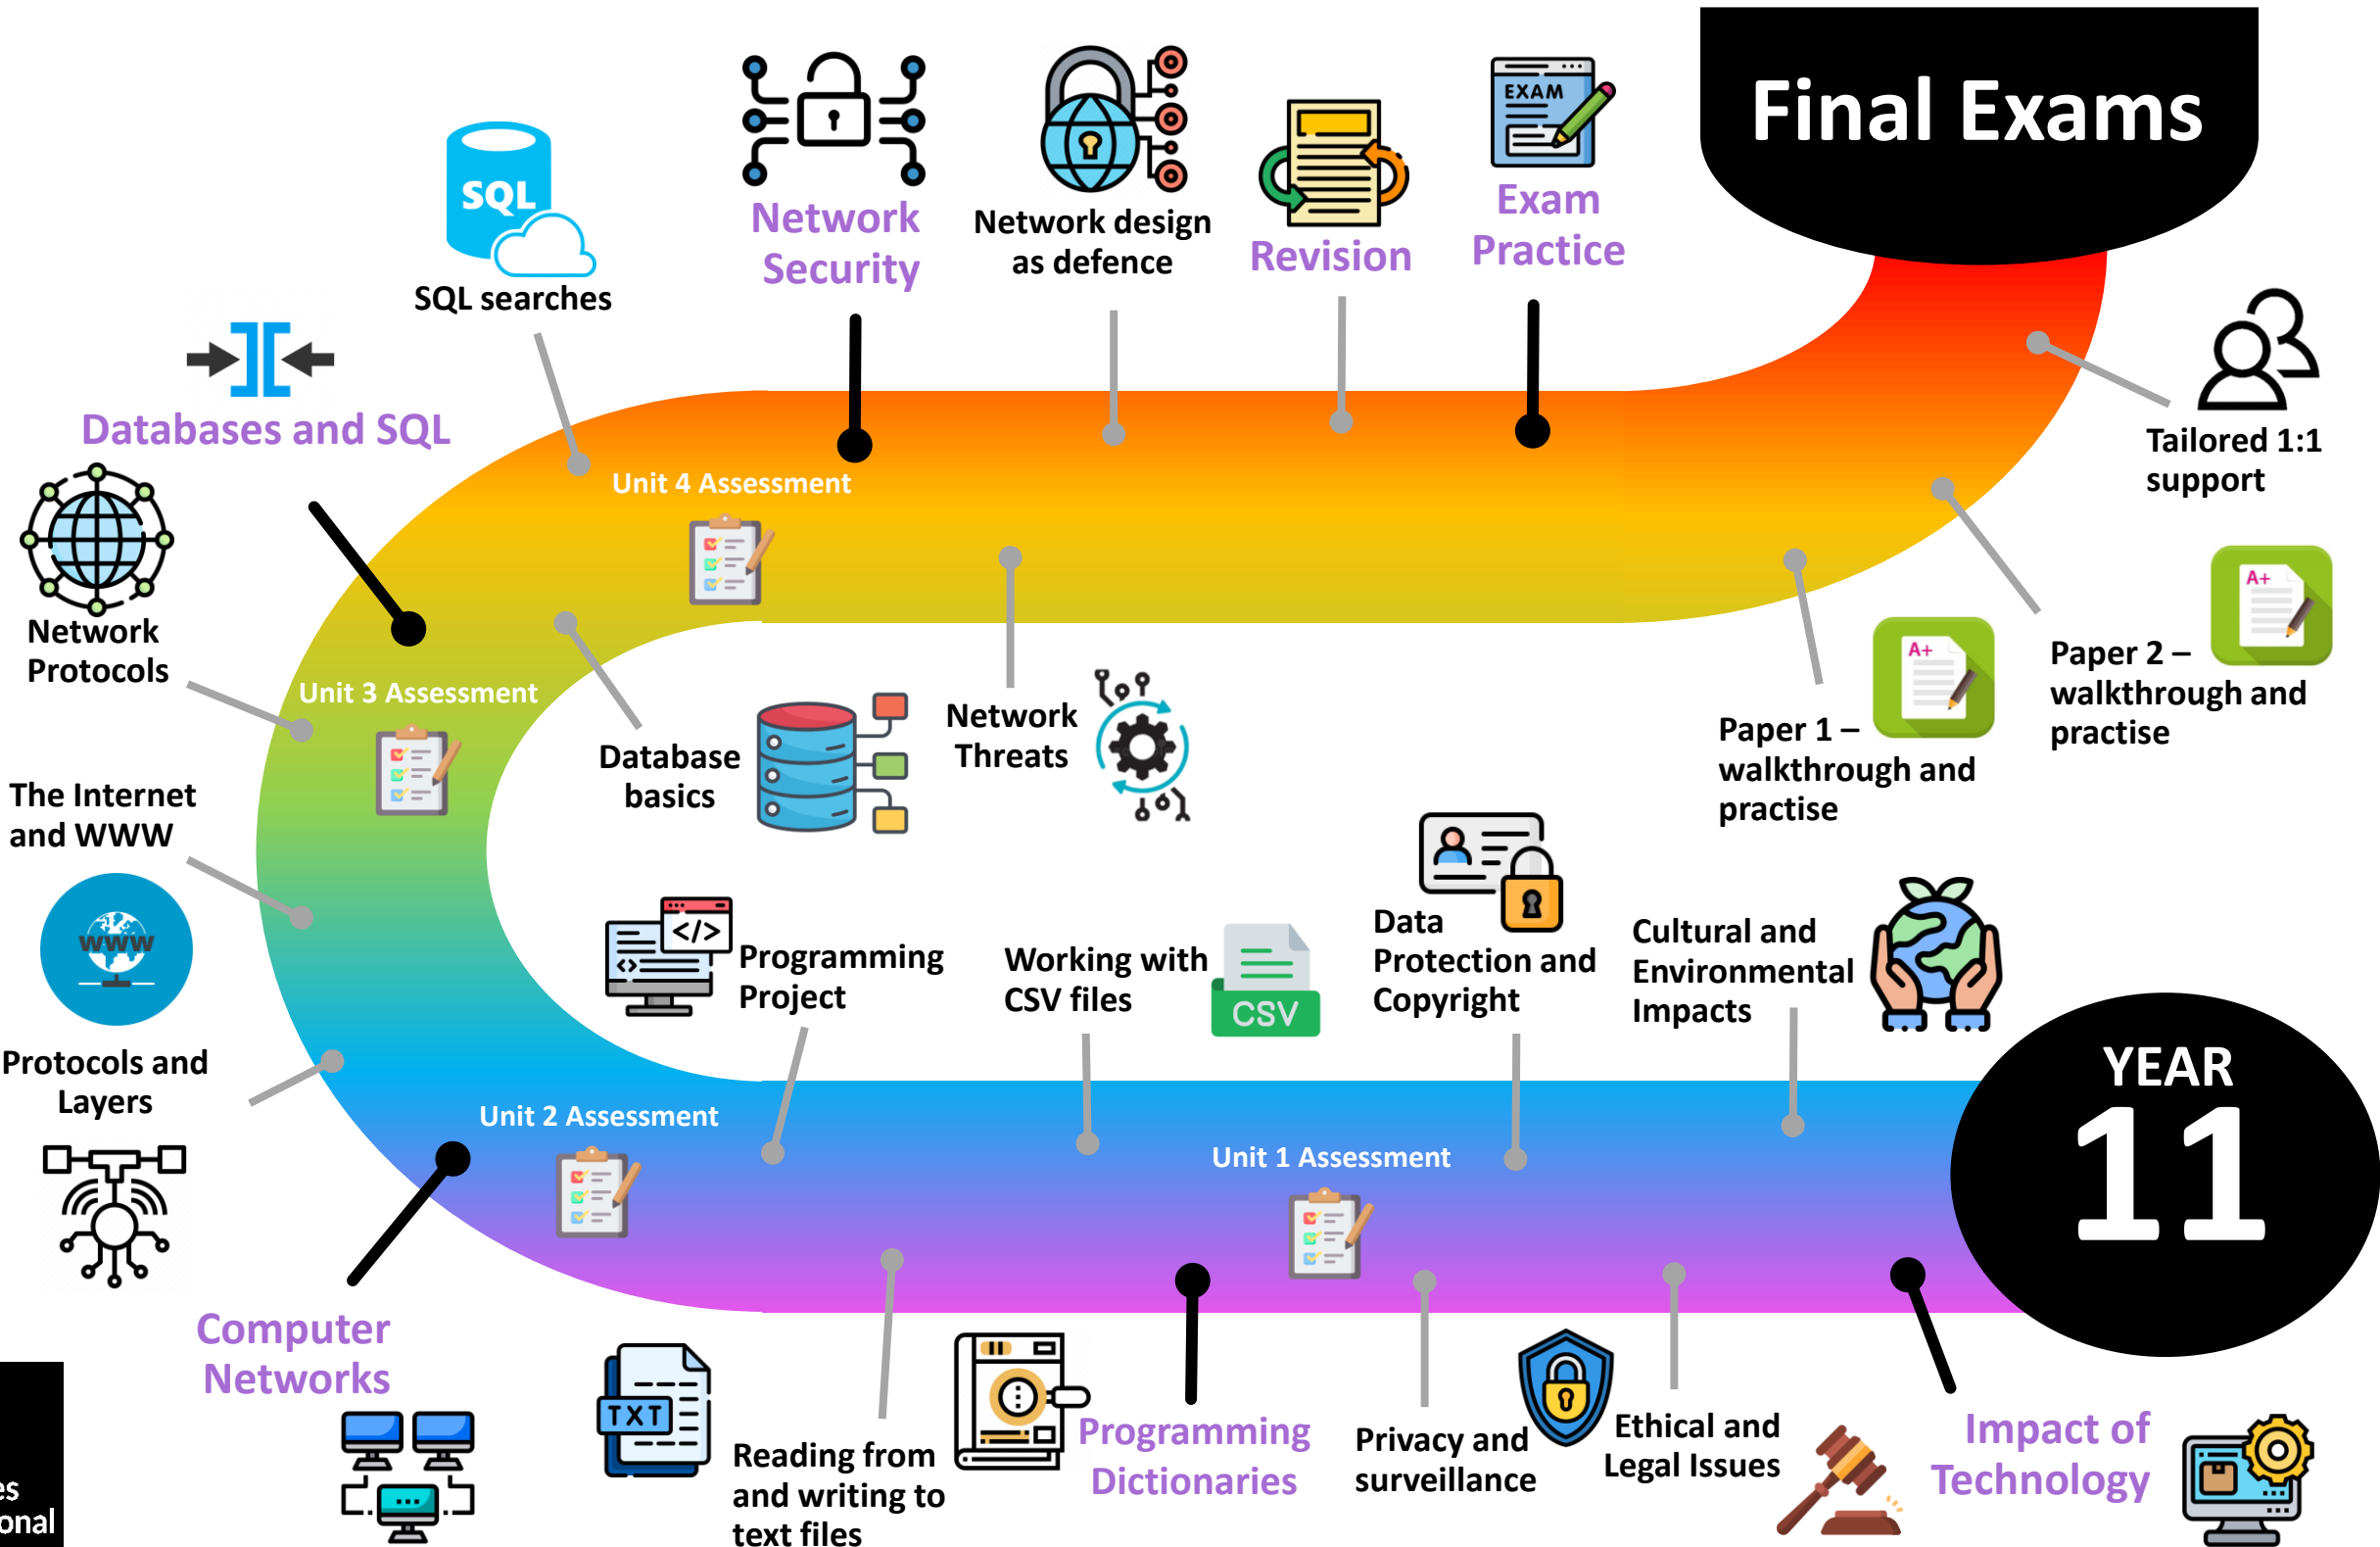 Final Exams
EXAM
Exam
Practice
Revision
Network design
as defence
Network
Security
SQL
SQL searches
Databases and SQL
Tailored 1:1
support
Unit 4 Assessment
Network
Protocols
Unit 3 Assessment
A+
Paper 2 –
walkthrough and
practise
A+
Paper 1 –
walkthrough and
practise
Network
Threats
Database
basics
The Internet
and WWW
www
Protocols and
Layers
</>
<>
Programming
Project
Working with
CSV files
CSV
Data
Protection and
Copyright
Cultural and
Environmental
Impacts
YEAR
11
Unit 2 Assessment
Unit 1 Assessment
Computer
Networks
TXT
Reading from
and writing to
text files
Programming
Dictionaries
Privacy and
surveillance
Ethical and
Legal Issues
Impact of
Technology
es
onal